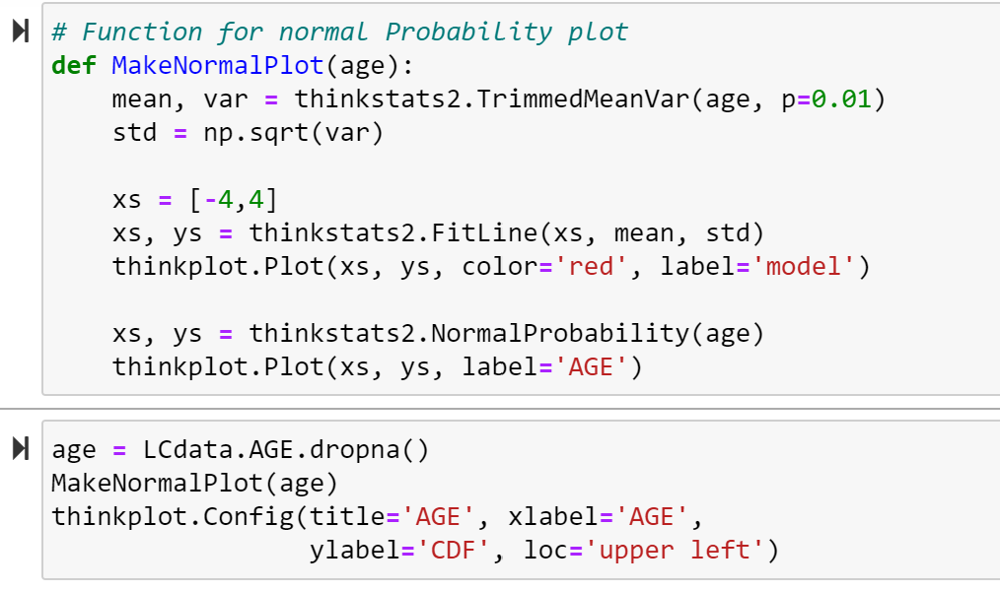 # Function for normal Probability plot
def MakeNormalPlot(age):
    mean, var = thinkstats2.TrimmedMeanVar(age, p=0.01)
    std = np.sqrt(var)

    xs = [-4,4]
    xs, ys = thinkstats2.FitLine(xs, mean, std)
    thinkplot.Plot(xs, ys, color='red', label='model')

    xs, ys = thinkstats2.NormalProbability(age)
    thinkplot.Plot(xs, ys, label='AGE')

age = LCdata.AGE.dropna()
MakeNormalPlot(age)
thinkplot.Config(title='AGE', xlabel='AGE',
                 ylabel='CDF', loc='upper left')